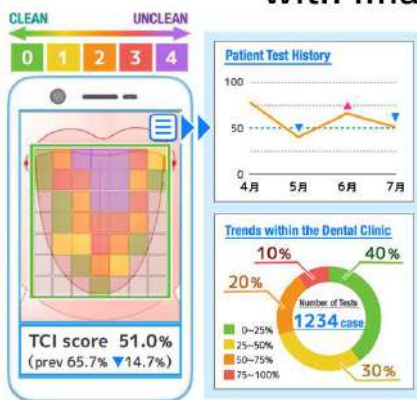 CLEAN UNCLEAN
0 1 2 3 4
TCI score 51.0%
(prev 65.7% ▼14.7%)
Patient Test History
100
50
0
4月 5月 6月 7月
Trends within the Dental Clinic
10% 40%
20%
Number of Tests
1234 case
0~25%
25~50%
50~75%
75~100%
30%